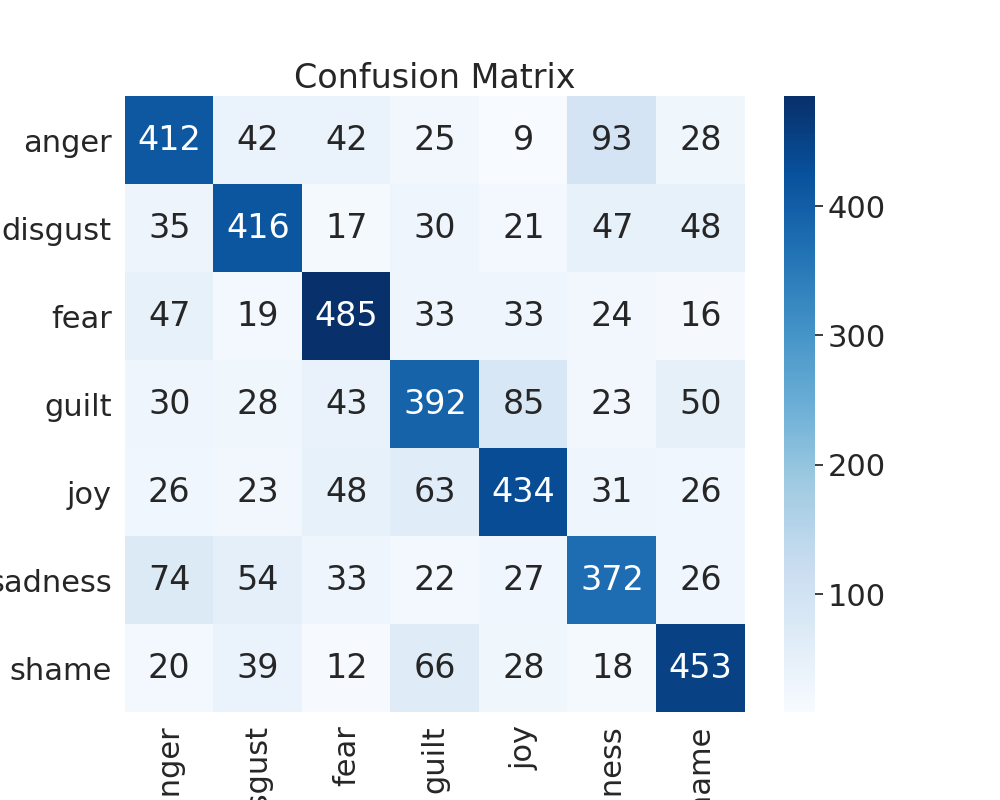 Confusion Matrix
anger 412 42 42 25 9 93 28
disgust 35 416 17 30 21 47 48
fear 47 19 485 33 33 24 16
guilt 30 28 43 392 85 23 50
joy 26 23 48 63 434 31 26
sadness 74 54 33 22 27 372 26
shame 20 39 12 66 28 18 453
nger sgust fear guilt joy ness name
400
300
200
100